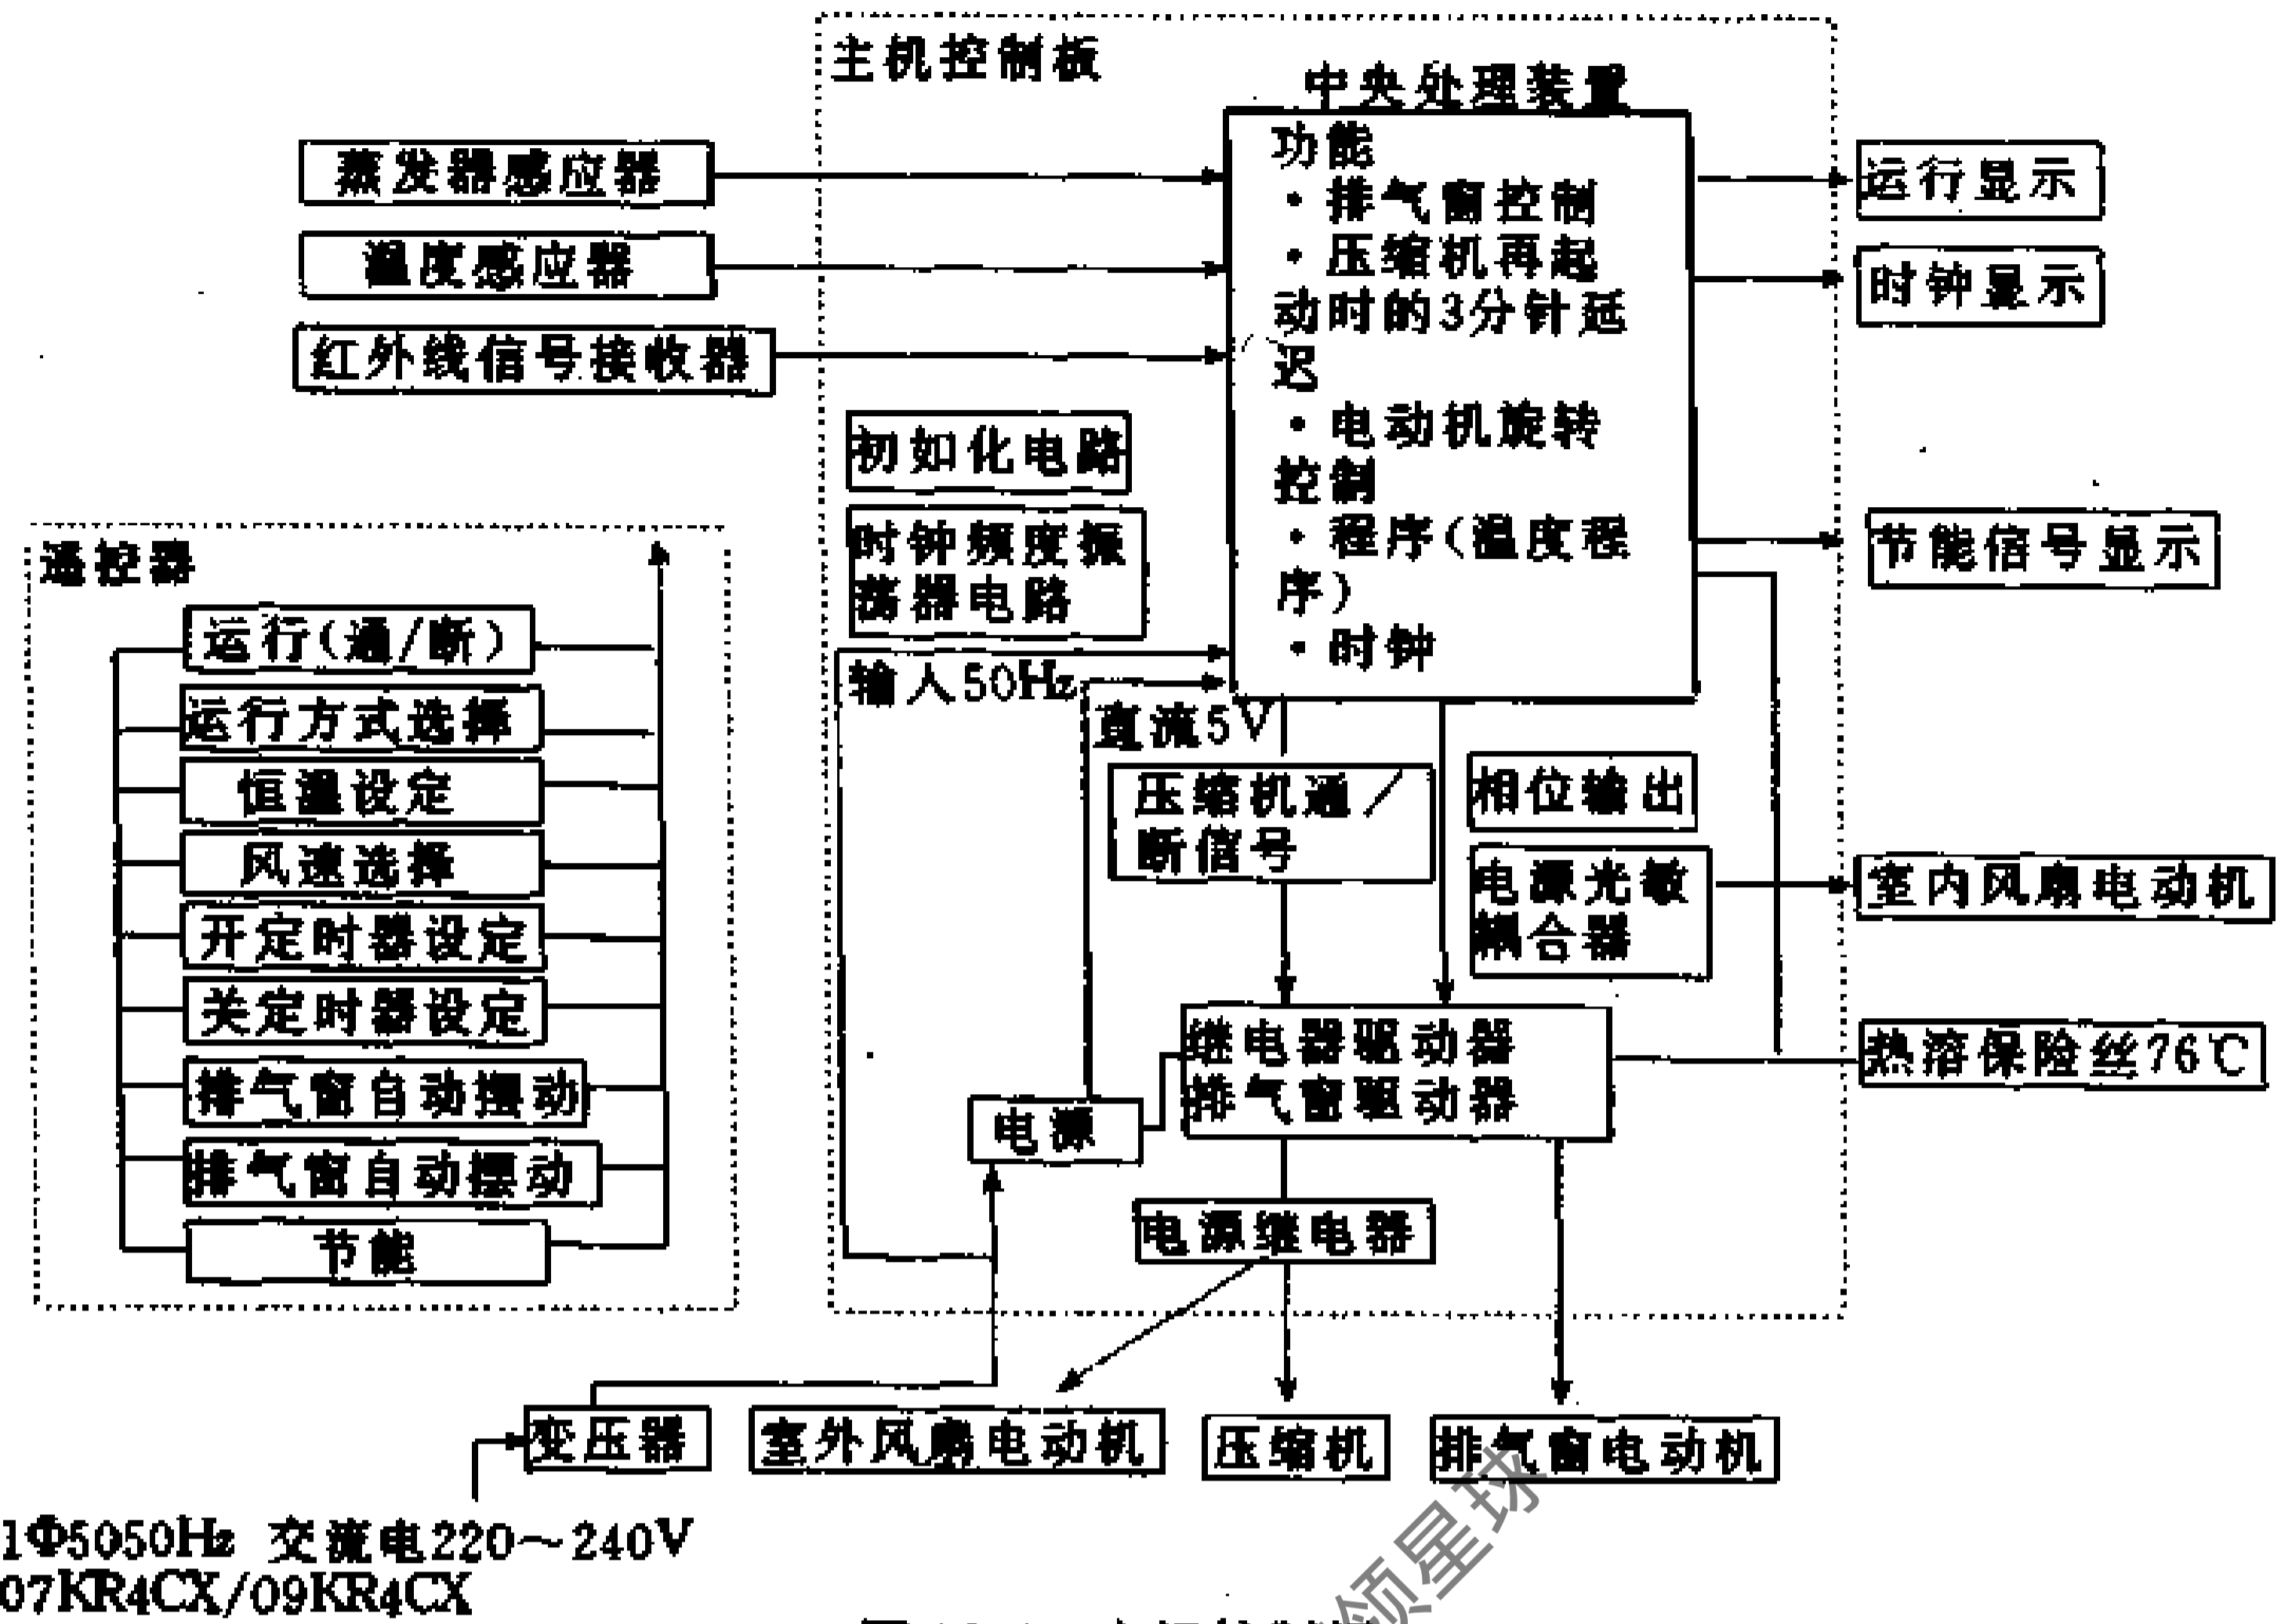 主机控制板
中央处理装置
功能
·排气窗控制
·压缩机再起
动时的3分针延
迟
·电动机旋转
控制
·程序(温度程
序)
·时钟
蒸发器感应器
温度感应器
红外线信号接收器
初如化电路
时钟频度振
荡器电路
输入50Hz
直流5V
运行显示
时钟显示
节能信号显示
遥控器
运行(通/断)
运行方式选择
恒温设定
风速选择
开定时器设定
关定时器设定
排气窗自动摆动
排气窗自动摆动
节能
压缩机通/
断信号
相位输出
电源光敏
耦合器
室内风扇电动机
继电器驱动器
排气窗驱动器
热溶保险丝76℃
电源
电源继电器
变压器
室外风扇电动机
压缩机
排气窗电动机
1Φ5050Hz 交流电220～240V
07KR4CX/09KR4CX
领星球